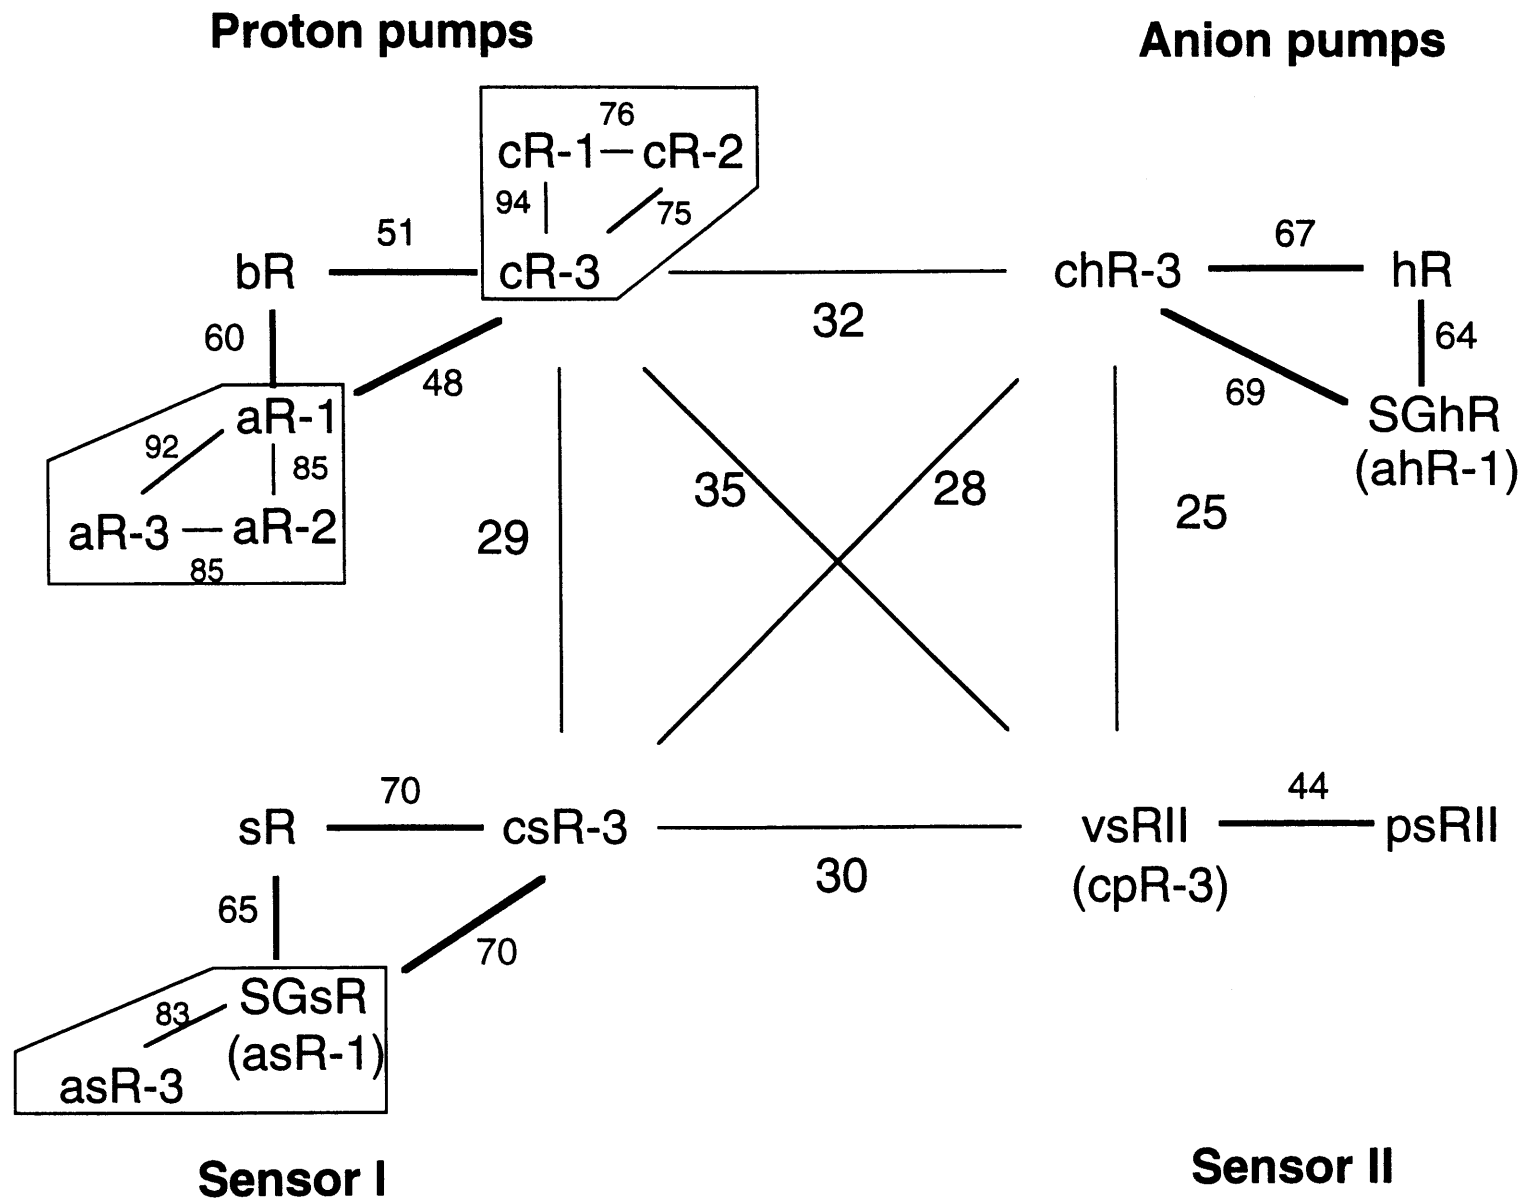 Proton pumps
Anion pumps
76
cR-1 cR-2
94
75
51
67
bR
cR-3
chR-3
hR
60
32
64
48
69
aR-1
SGhR
(ahR-1)
92
85
35
28
25
29
aR-3 aR-2
85
70
44
sR
csR-3
vsRII
psRII
(cpR-3)
30
65
70
SGsR
83
(asR-1)
asR-3
Sensor I
Sensor II